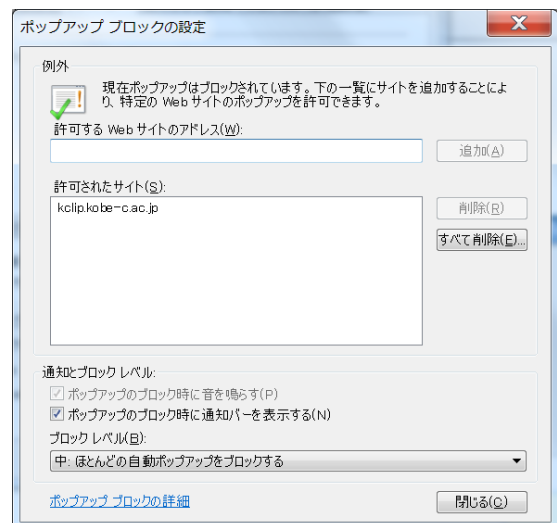 ポップアップ ブロックの設定
例外
現在ポップアップはブロックされています。下の一覧にサイトを追加することによ
り、特定の Web サイトのポップアップを許可できます。
許可する Web サイトのアドレス(W):
追加(A)
許可されたサイト(S):
kclip.kobe-c.ac.jp
削除(R)
すべて削除(E)...
通知とブロック レベル:
ポップアップのブロック時に音を鳴らす(P)
ポップアップのブロック時に通知バーを表示する(N)
ブロック レベル(B):
中: ほとんどの自動ポップアップをブロックする
ポップアップ ブロックの詳細
閉じる(C)